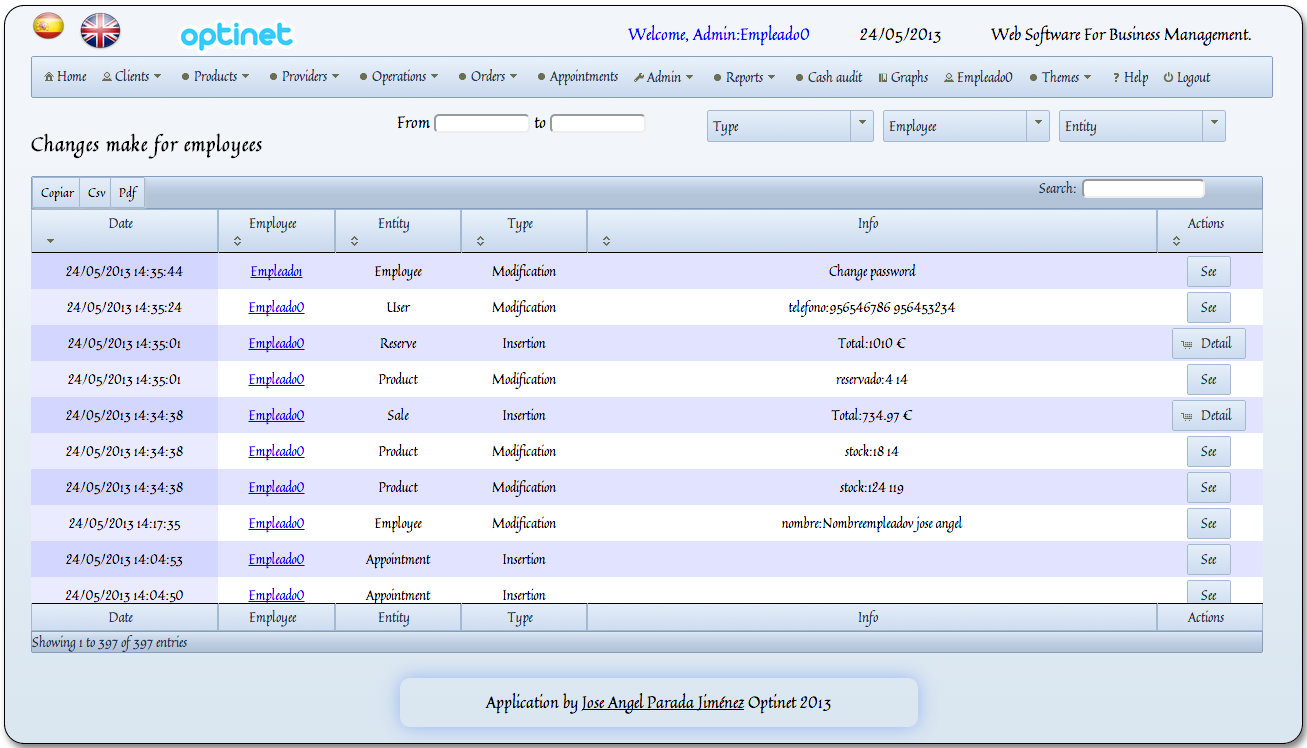 optinet Welcome, Admin:Empleado0 24/05/2013 Web Software For Business Management.
Home Clients Products Providers Operations Orders Appointments Admin Reports Cash audit Graphs Empleado0 Themes ? Help Logout
From to Type Employee Entity
Changes make for employees
Copiar Csv Pdf Search:
Date Employee Entity Type Info Actions
24/05/2013 14:35:44 Empleado1 Employee Modification Change password See
24/05/2013 14:35:24 Empleado0 User Modification telefono:956546786 956453234 See
24/05/2013 14:35:01 Empleado0 Reserve Insertion Total:1010 € Detail
24/05/2013 14:35:01 Empleado0 Product Modification reservado:4 14 See
24/05/2013 14:34:38 Empleado0 Sale Insertion Total:734.97 € Detail
24/05/2013 14:34:38 Empleado0 Product Modification stock:18 14 See
24/05/2013 14:34:38 Empleado0 Product Modification stock:124 119 See
24/05/2013 14:17:35 Empleado0 Employee Modification nombre:Nombreempleadov jose angel See
24/05/2013 14:04:53 Empleado0 Appointment Insertion See
24/05/2013 14:04:50 Empleado0 Appointment Insertion See
Date Employee Entity Type Info Actions
Showing 1 to 397 of 397 entries
Application by Jose Angel Parada Jiménez Optinet 2013